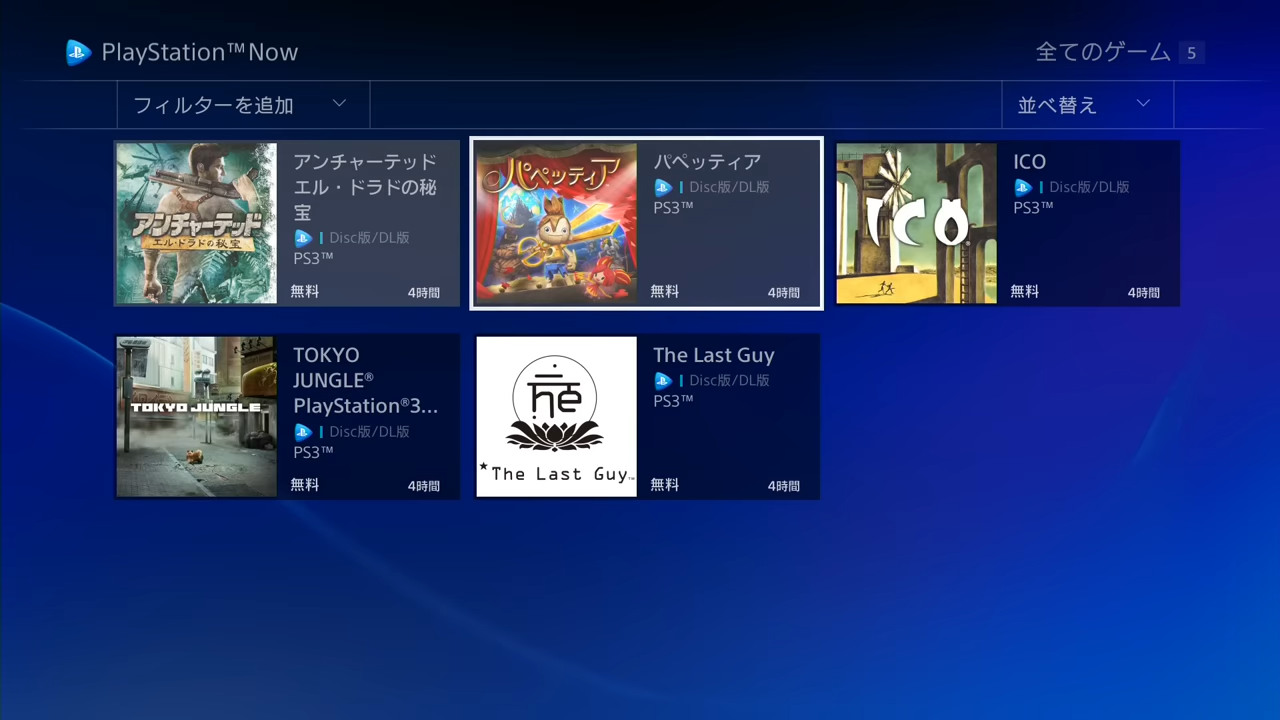 PlayStation™Now
全てのゲーム 5
フィルターを追加
並べ替え
アンチャーテッド
エル・ドラドの秘宝
アンチャーテッド
エル・ドラドの秘
宝
Disc版/DL版
PS3™
無料 4時間
パペッティア
パペッティア
Disc版/DL版
PS3™
無料 4時間
ICO
ICO
Disc版/DL版
PS3™
無料 4時間
TOKYO JUNGLE
TOKYO
JUNGLE®
PlayStation®3...
Disc版/DL版
PS3™
無料 4時間
★The Last Guy™
The Last Guy
Disc版/DL版
PS3™
無料 4時間